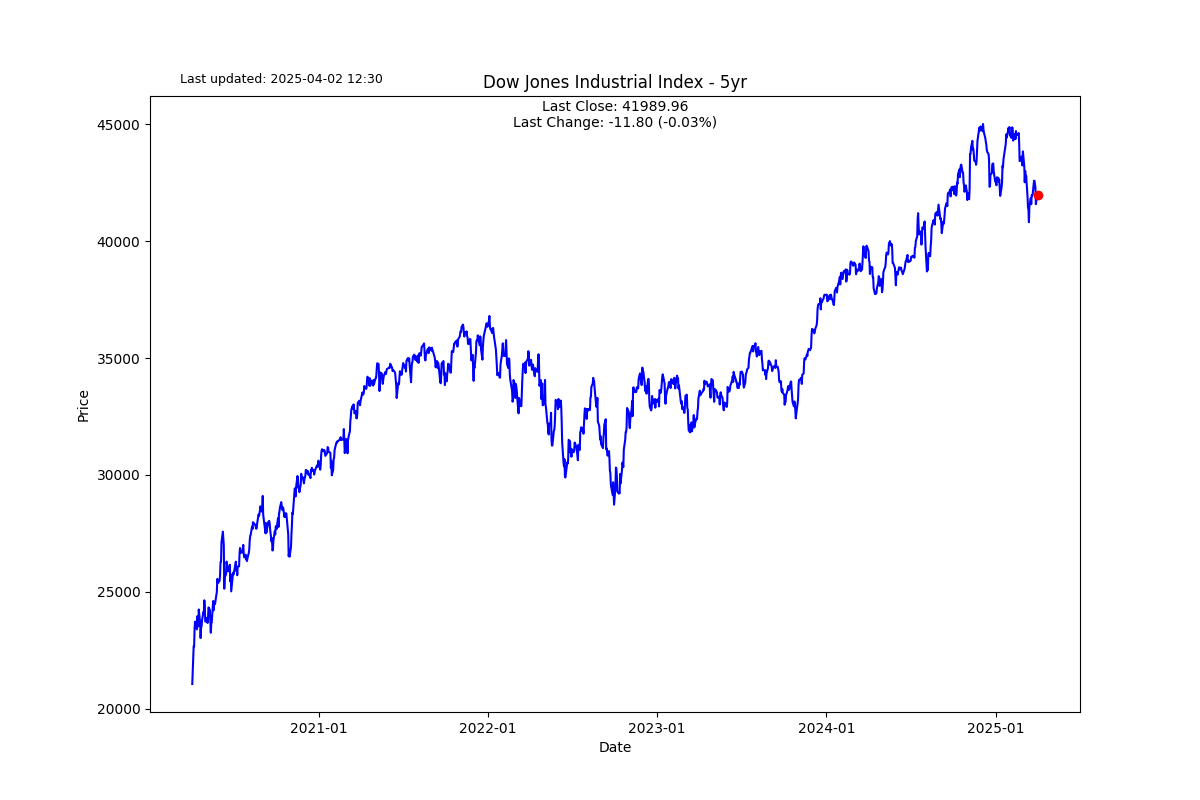 Last updated: 2025-04-02 12:30
Dow Jones Industrial Index - 5yr
Last Close: 41989.96
Last Change: -11.80 (-0.03%)
45000
40000
35000
30000
25000
20000
Price
2021-01
2022-01
2023-01
2024-01
2025-01
Date